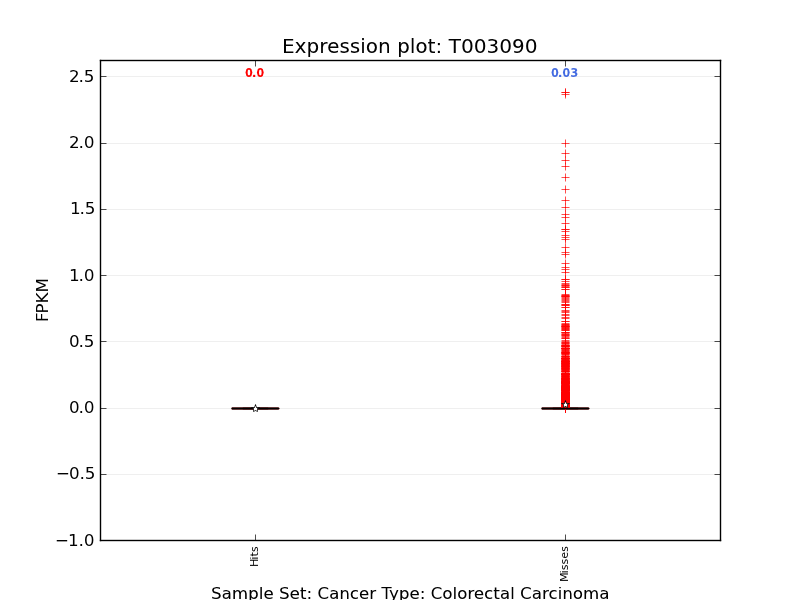 Expression plot: T003090
0.0
0.03
2.5
2.0
1.5
1.0
0.5
0.0
−0.5
−1.0
FPKM
Hits
Misses
Sample Set: Cancer Type: Colorectal Carcinoma